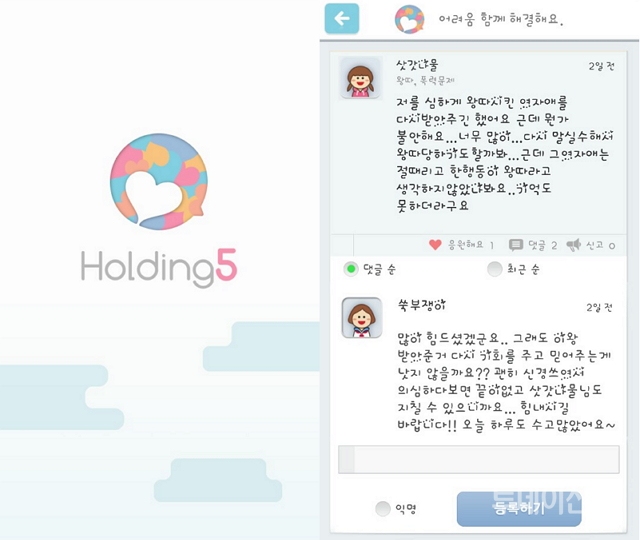 Holding5
어려움 함께 해결해요.
삿갓나물
2일 전
왕따, 폭력문제
저를 심하게 왕따시킨 여자애를
다시받아주긴 했어요 근데 뭔가
불안해요...너무 많이...다시 말실수해서
왕따당하기도할까봐...근데 그여자애는
절때리고 한행동이 왕따라고
생각하지않았나봐요..기억도
못하더라구요
응원해요 1 댓글 2 신고 0
댓글 순 최근 순
쑥부쟁이
2일 전
많이 힘드셨겠군요.. 그래도 이왕
받아준거 다시 기회를 주고 믿어주는게
낫지 않을까요?? 괜히 신경쓰여서
의심하다보면 끝이없고 삿갓나물님도
지칠 수 있으니까요... 힘내시길
바랍니다!! 오늘 하루도 수고많았어요~
익명
등록하기